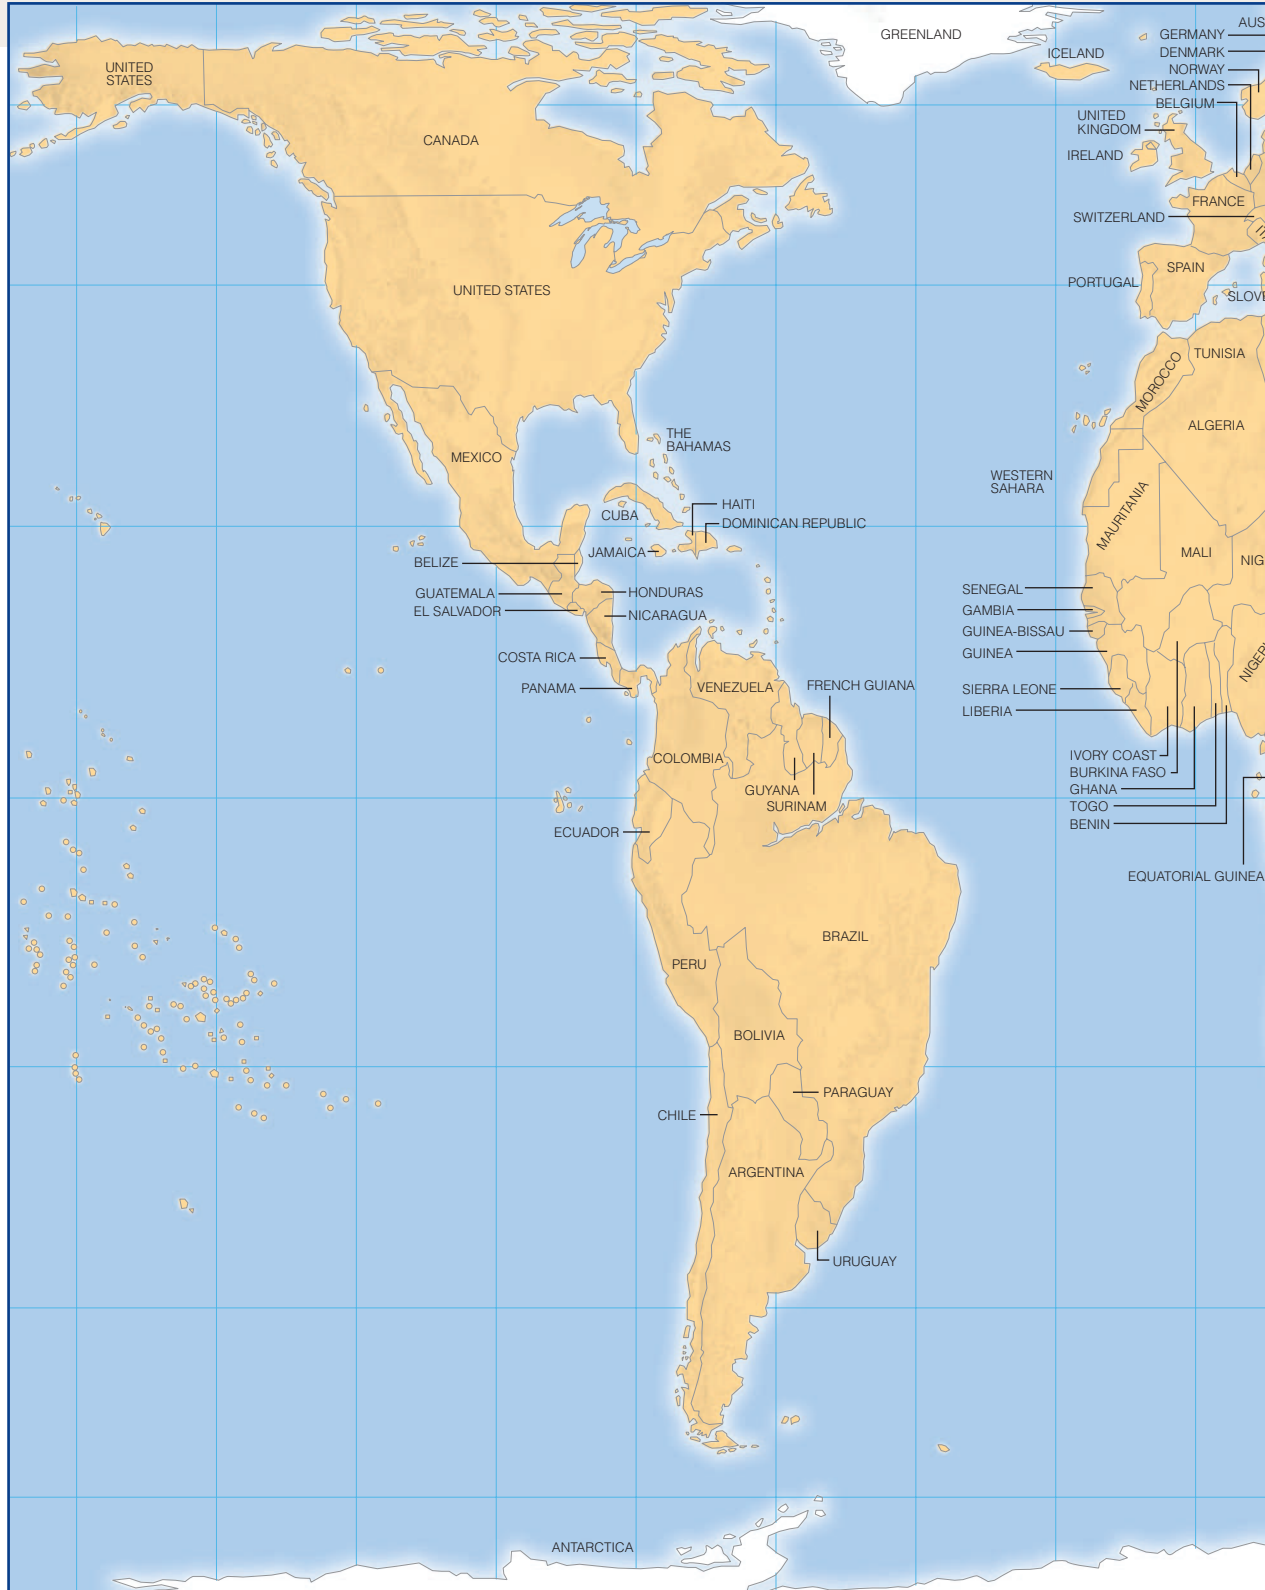 GREENLAND
AUS
GERMANY
DENMARK
ICELAND
NORWAY
NETHERLANDS
BELGIUM
UNITED
KINGDOM
IRELAND
FRANCE
SWITZERLAND
IT
SPAIN
PORTUGAL
SLOVE
UNITED
STATES
CANADA
UNITED STATES
MEXICO
THE
BAHAMAS
CUBA
HAITI
DOMINICAN REPUBLIC
JAMAICA
BELIZE
GUATEMALA
EL SALVADOR
HONDURAS
NICARAGUA
COSTA RICA
PANAMA
TUNISIA
MOROCCO
ALGERIA
WESTERN
SAHARA
MAURITANIA
MALI
NIG
NIGERI
SENEGAL
GAMBIA
GUINEA-BISSAU
GUINEA
SIERRA LEONE
LIBERIA
IVORY COAST
BURKINA FASO
GHANA
TOGO
BENIN
EQUATORIAL GUINEA
VENEZUELA
FRENCH GUIANA
COLOMBIA
GUYANA
SURINAM
ECUADOR
BRAZIL
PERU
BOLIVIA
PARAGUAY
CHILE
ARGENTINA
URUGUAY
ANTARCTICA